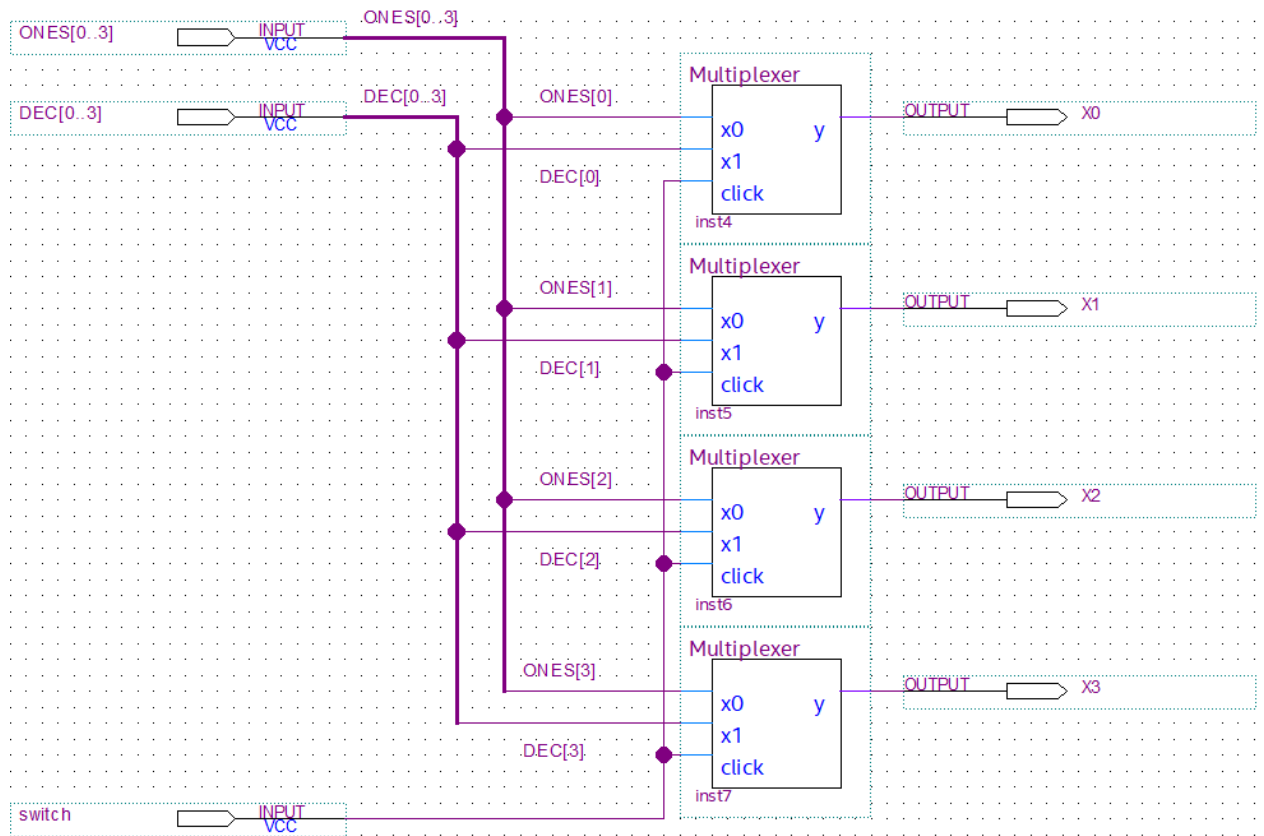 ONES[0..3]
INPUT
VCC
ONES[0..3]
DEC[0..3]
INPUT
VCC
DEC[0..3]
Multiplexer
ONES[0]
x0
y
DEC[0]
x1
click
inst4
OUTPUT
X0
Multiplexer
ONES[1]
x0
y
DEC[1]
x1
click
inst5
OUTPUT
X1
Multiplexer
ONES[2]
x0
y
DEC[2]
x1
click
inst6
OUTPUT
X2
Multiplexer
ONES[3]
x0
y
DEC[3]
x1
click
inst7
OUTPUT
X3
switch
INPUT
VCC